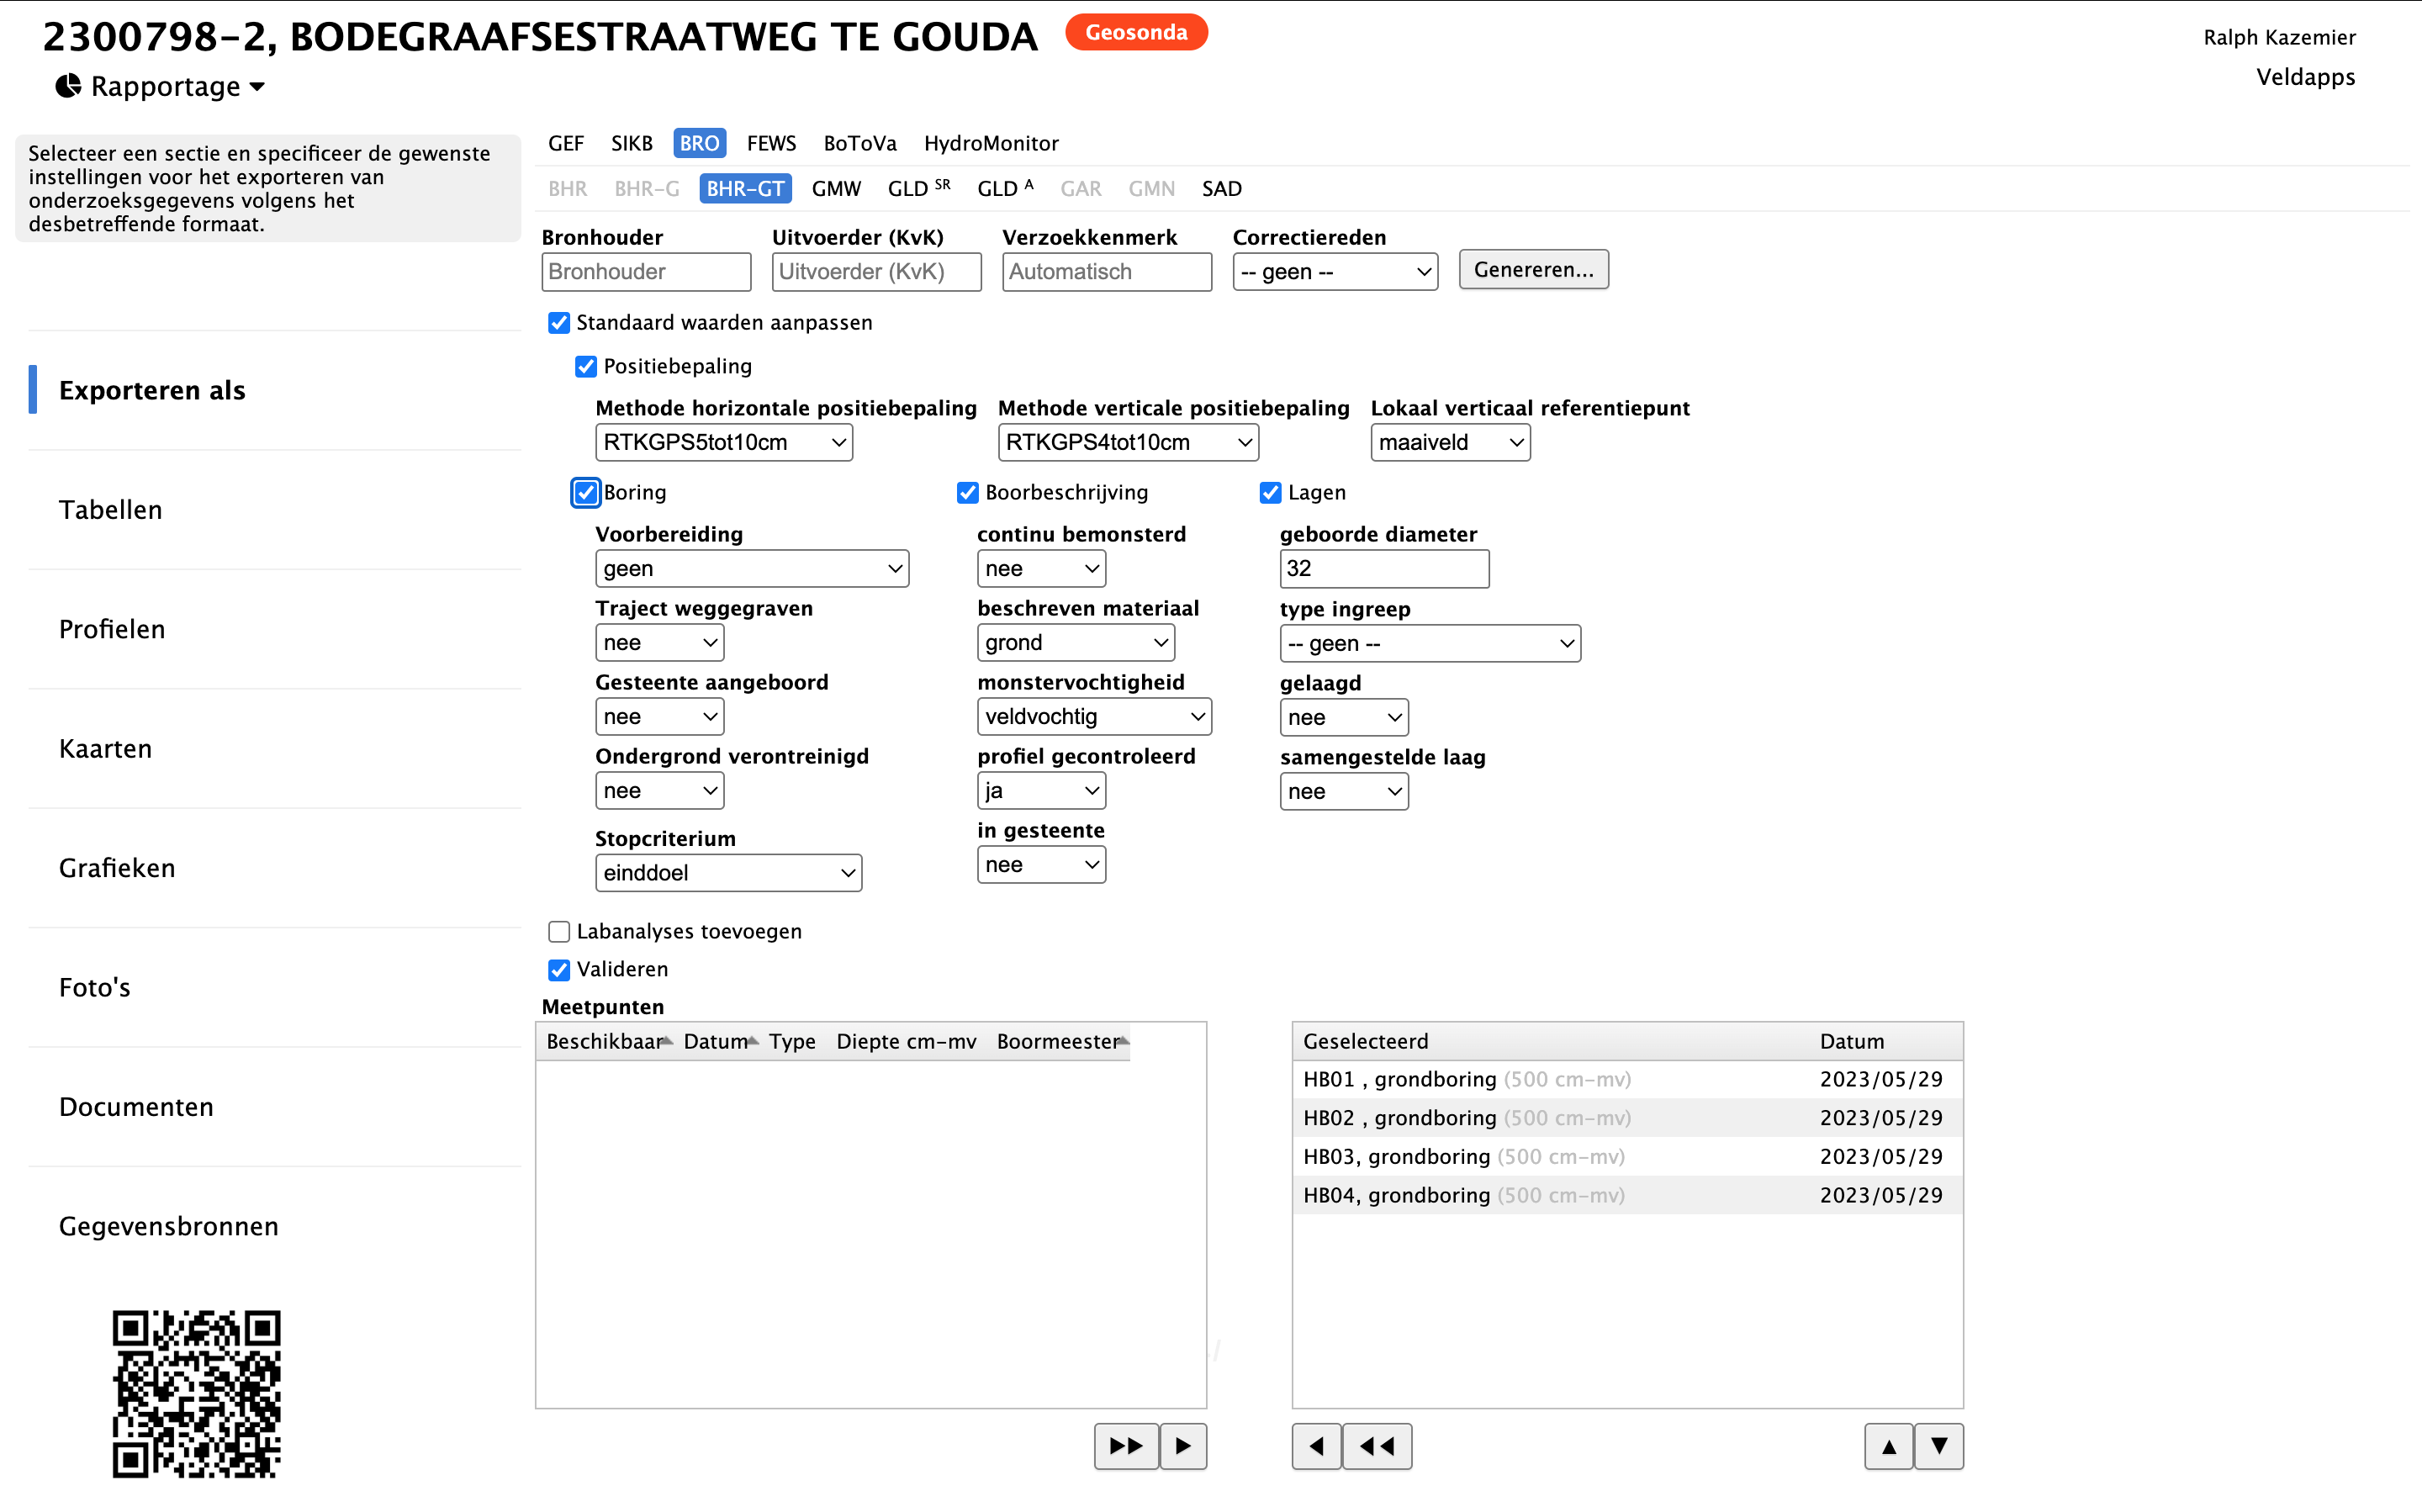 2300798-2, BODEGRAAFSESTRAATWEG TE GOUDA Geosonda
Ralph Kazemier
Rapportage
Veldapps
Selecteer een sectie en specificeer de gewenste
instellingen voor het exporteren van
onderzoeksgegevens volgens het
desbetreffende formaat.
Exporteren als
Tabellen
Profielen
Kaarten
Grafieken
Foto's
Documenten
Gegevensbronnen
GEF SIKB BRO FEWS BoToVa HydroMonitor
BHR BHR-G BHR-GT GMW GLD SR GLD A GAR GMN SAD
Bronhouder Uitvoerder (KvK) Verzoekkenmerk Correctiereden
Bronhouder Uitvoerder (KvK) Automatisch -- geen -- Genereren...
Standaard waarden aanpassen
Positiebepaling
Methode horizontale positiebepaling Methode verticale positiebepaling Lokaal verticaal referentiepunt
RTKGPS5tot10cm RTKGPS4tot10cm maaiveld
Boring Boorbeschrijving Lagen
Voorbereiding continu bemonsterd geboorde diameter
geen nee 32
Traject weggegraven beschreven materiaal type ingreep
nee grond -- geen --
Gesteente aangeboord monstervochtigheid gelaagd
nee veldvochtig nee
Ondergrond verontreinigd profiel gecontroleerd samengestelde laag
nee ja nee
Stopcriterium in gesteente
einddoel nee
Labanalyses toevoegen
Valideren
Meetpunten
Beschikbaar Datum Type Diepte cm-mv Boormeester
Geselecteerd Datum
HB01 , grondboring (500 cm-mv) 2023/05/29
HB02 , grondboring (500 cm-mv) 2023/05/29
HB03, grondboring (500 cm-mv) 2023/05/29
HB04, grondboring (500 cm-mv) 2023/05/29